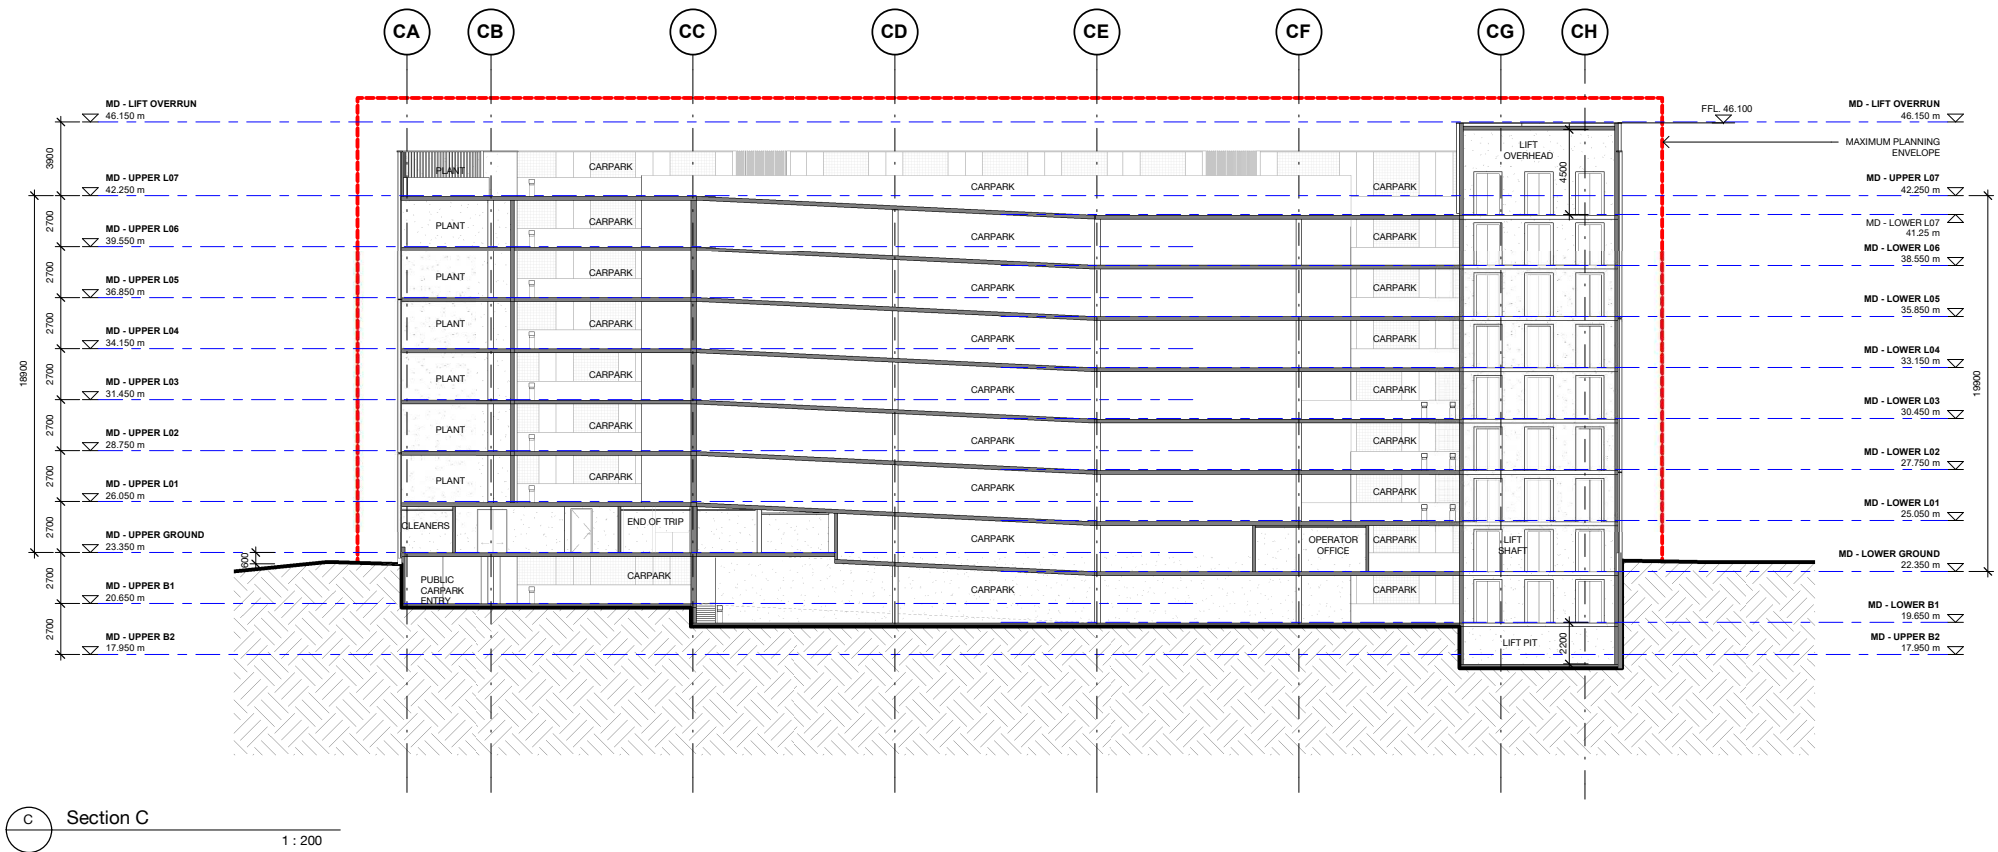 CA CB CC CD CE CF CG CH
MD - LIFT OVERRUN
46.150 m
FFL. 46.100
MD - LIFT OVERRUN
46.150 m
MAXIMUM PLANNING
ENVELOPE
3900
LIFT
OVERHEAD
4500
PLANT CARPARK CARPARK CARPARK
MD - UPPER L07
42.250 m
MD - UPPER L07
42.250 m
MD - LOWER L07
41.25 m
2700
PLANT CARPARK CARPARK CARPARK
MD - UPPER L06
39.550 m
MD - LOWER L06
38.550 m
2700
PLANT CARPARK CARPARK CARPARK
MD - UPPER L05
36.850 m
MD - LOWER L05
35.850 m
2700
PLANT CARPARK CARPARK CARPARK
MD - UPPER L04
34.150 m
MD - LOWER L04
33.150 m
18900
2700
19900
PLANT CARPARK CARPARK CARPARK
MD - UPPER L03
31.450 m
MD - LOWER L03
30.450 m
2700
PLANT CARPARK CARPARK CARPARK
MD - UPPER L02
28.750 m
MD - LOWER L02
27.750 m
2700
PLANT CARPARK CARPARK CARPARK
MD - UPPER L01
26.050 m
MD - LOWER L01
25.050 m
2700
CLEANERS END OF TRIP CARPARK
OPERATOR
OFFICE
CARPARK
LIFT
SHAFT
MD - UPPER GROUND
23.350 m
MD - LOWER GROUND
22.350 m
600
2700
PUBLIC
CARPARK
ENTRY
CARPARK CARPARK CARPARK
MD - UPPER B1
20.650 m
MD - LOWER B1
19.650 m
2700
2200
LIFT PIT
MD - UPPER B2
17.950 m
MD - UPPER B2
17.950 m
C
Section C
1 : 200